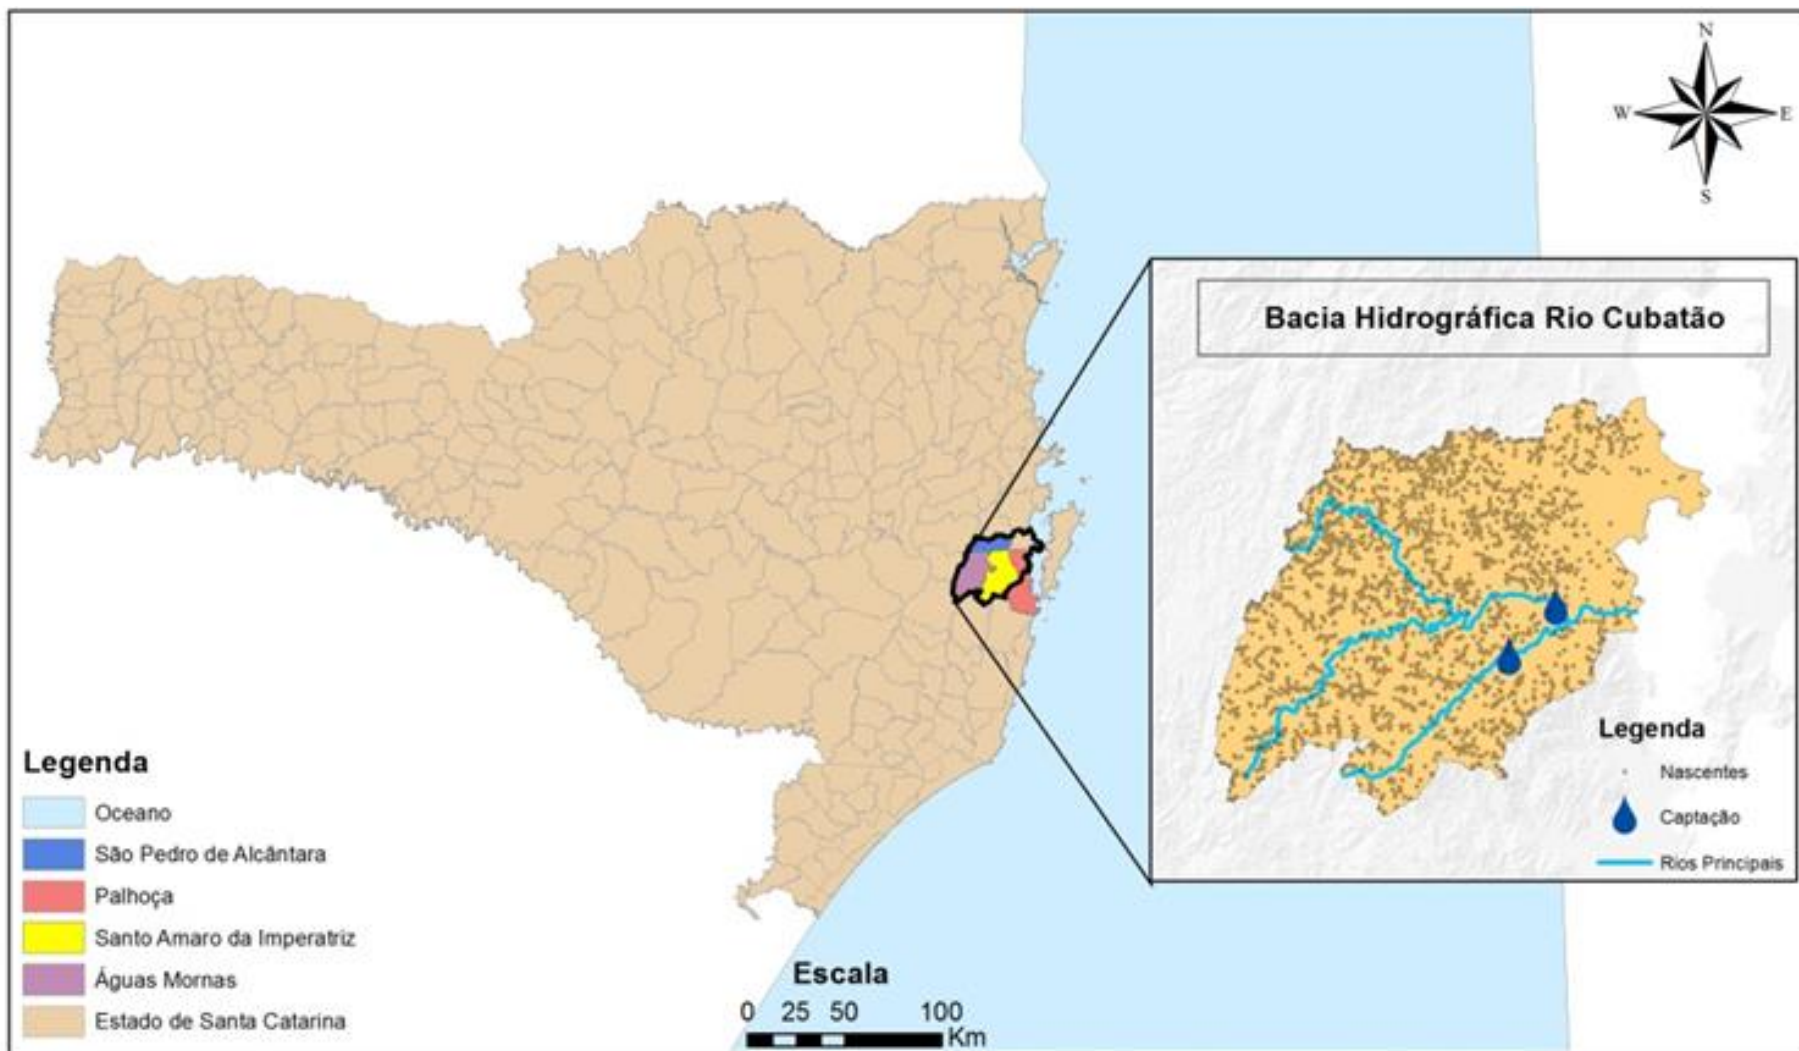 N
W E
S
Bacia Hidrográfica Rio Cubatão
Legenda
Nascentes
Captação
Rios Principais
Legenda
Oceano
São Pedro de Alcântara
Palhoça
Santo Amaro da Imperatriz
Águas Mornas
Estado de Santa Catarina
Escala
0 25 50 100
Km